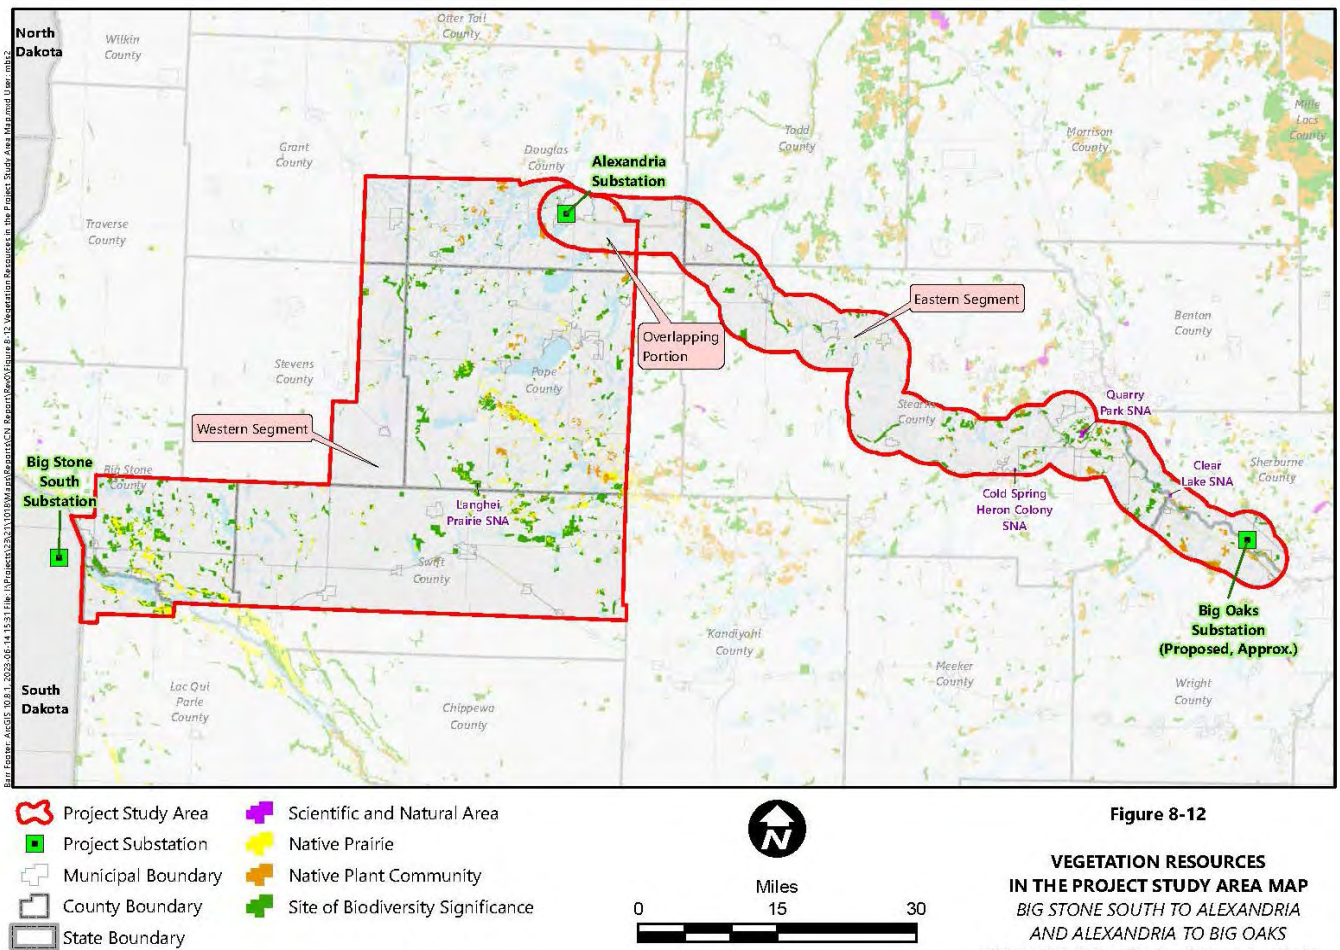 North
Dakota
Wilkin
County
Otter Tail
County
Grant
County
Douglas
County
Todd
County
Morrison
County
Mille
Lacs
County
Alexandria
Substation
Traverse
County
Eastern Segment
Benton
County
Overlapping
Portion
Stevens
County
Pope
County
Stearns
County
Quarry
Park SNA
Western Segment
Big Stone
South
Substation
Big Stone
County
Clear
Lake SNA
Sherburne
County
Langhei
Prairie SNA
Cold Spring
Heron Colony
SNA
Swift
County
Big Oaks
Substation
(Proposed, Approx.)
Kandiyohi
County
Meeker
County
Wright
County
South
Dakota
Lac Qui
Parle
County
Chippewa
County
Project Study Area
Project Substation
Municipal Boundary
County Boundary
State Boundary
Scientific and Natural Area
Native Prairie
Native Plant Community
Site of Biodiversity Significance
N
Miles
0 15 30
Figure 8-12
VEGETATION RESOURCES
IN THE PROJECT STUDY AREA MAP
BIG STONE SOUTH TO ALEXANDRIA
AND ALEXANDRIA TO BIG OAKS